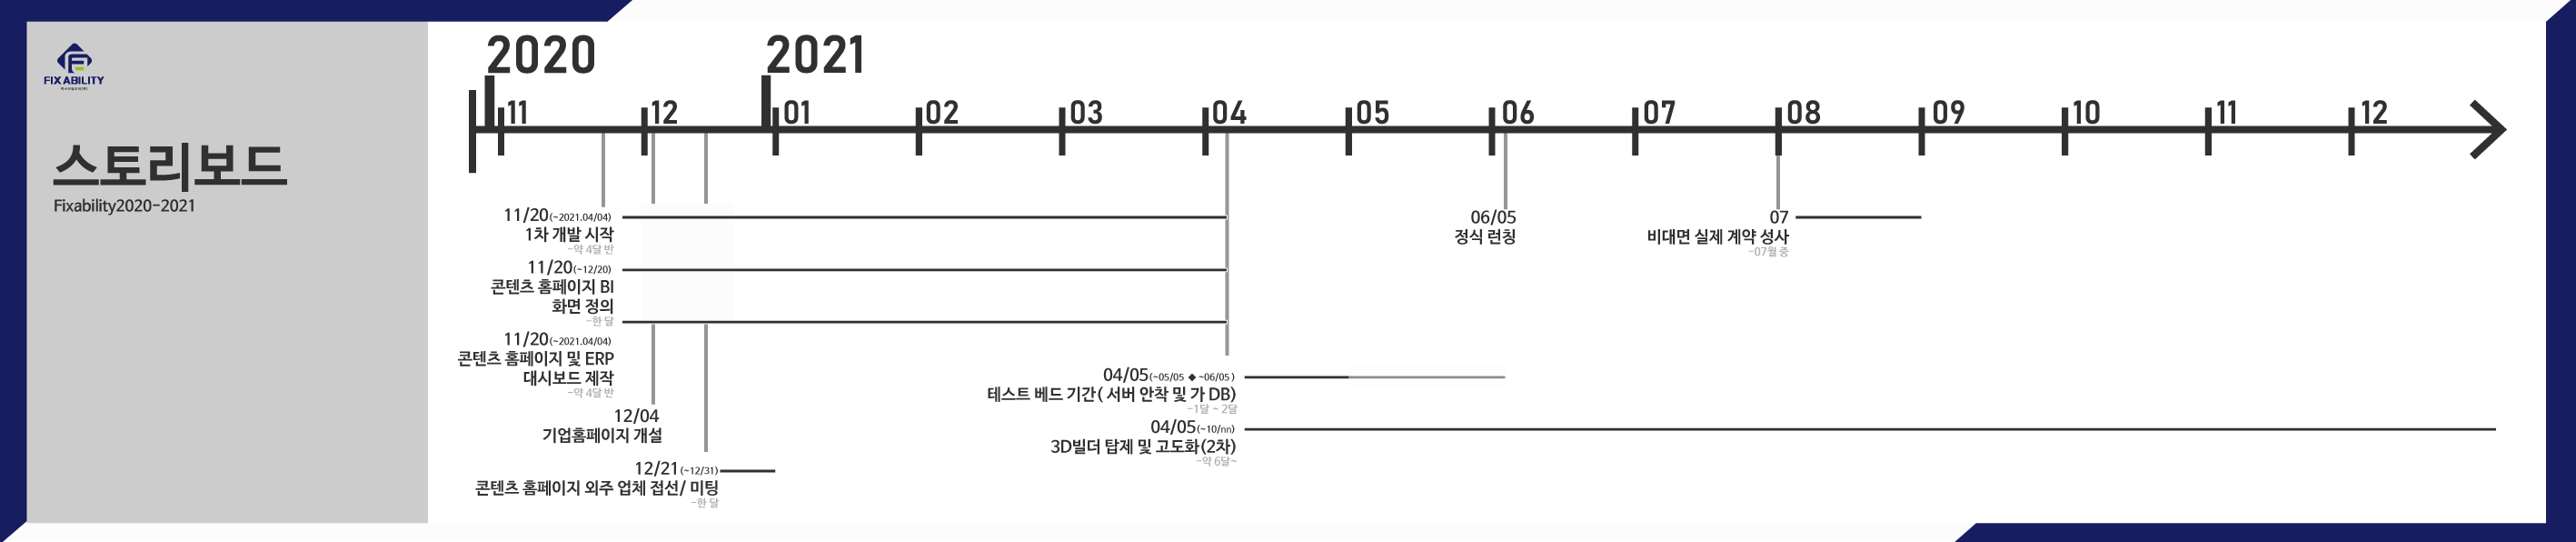 FIXABILITY
스토리보드
Fixability2020-2021
2020
2021
11
12
01
02
03
04
05
06
07
08
09
10
11
12
11/20(~2021.04/04)
1차 개발 시작
-약 4달 반
11/20(~12/20)
콘텐츠 홈페이지 BI
화면 정의
-한 달
11/20(~2021.04/04)
콘텐츠 홈페이지 및 ERP
대시보드 제작
-약 4달 반
12/04
기업홈페이지 개설
12/21(~12/31)
콘텐츠 홈페이지 외주 업체 접선/ 미팅
-한 달
04/05(~05/05 ◆ ~06/05)
테스트 베드 기간( 서버 안착 및 가 DB)
-1달 ~ 2달
04/05(~10/nn)
3D빌더 탑제 및 고도화(2차)
-약 6달~
06/05
정식 런칭
07
비대면 실제 계약 성사
-07월 중